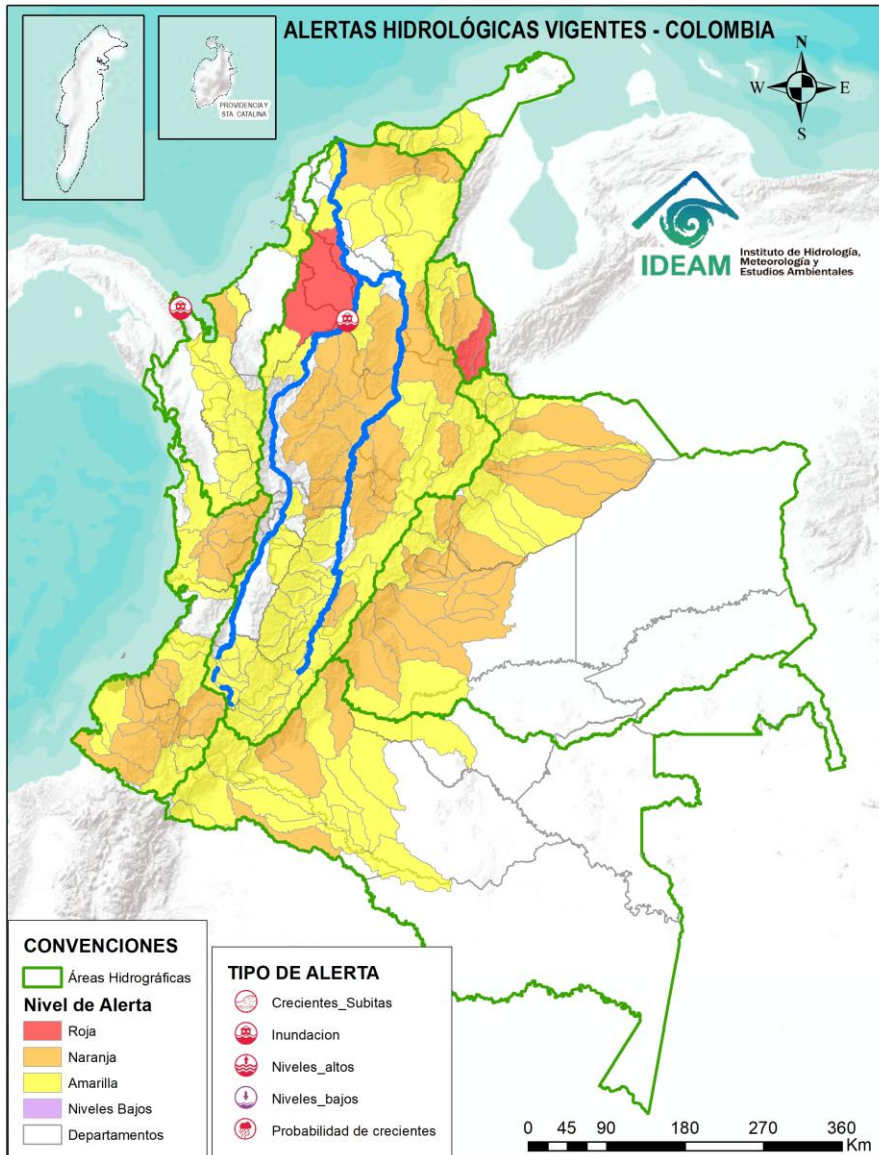 ALERTAS HIDROLÓGICAS VIGENTES - COLOMBIA
PROVIDENCIA Y
STA. CATALINA
N
W
E
S
IDEAM
Instituto de Hidrología,
Meteorología y
Estudios Ambientales
CONVENCIONES
Áreas Hidrográficas
Nivel de Alerta
Roja
Naranja
Amarilla
Niveles Bajos
Departamentos
TIPO DE ALERTA
Crecientes_Subitas
Inundacion
Niveles_altos
Niveles_bajos
Probabilidad de crecientes
0 45 90 180 270 360
Km